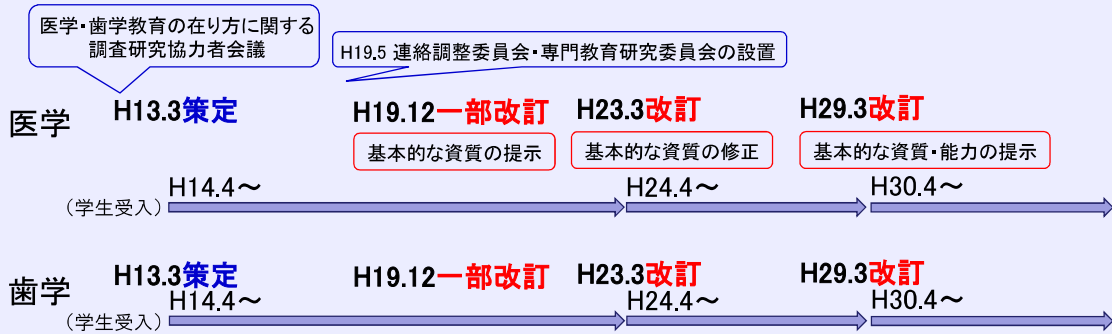 医学・歯学教育の在り方に関する
調査研究協力者会議
H19.5 連絡調整委員会・専門教育研究委員会の設置
医学 H13.3策定 H19.12一部改訂 H23.3改訂 H29.3改訂
基本的な資質の提示 基本的な資質の修正 基本的な資質・能力の提示
H14.4～ H24.4～ H30.4～
（学生受入）
歯学 H13.3策定 H19.12一部改訂 H23.3改訂 H29.3改訂
H14.4～ H24.4～ H30.4～
（学生受入）